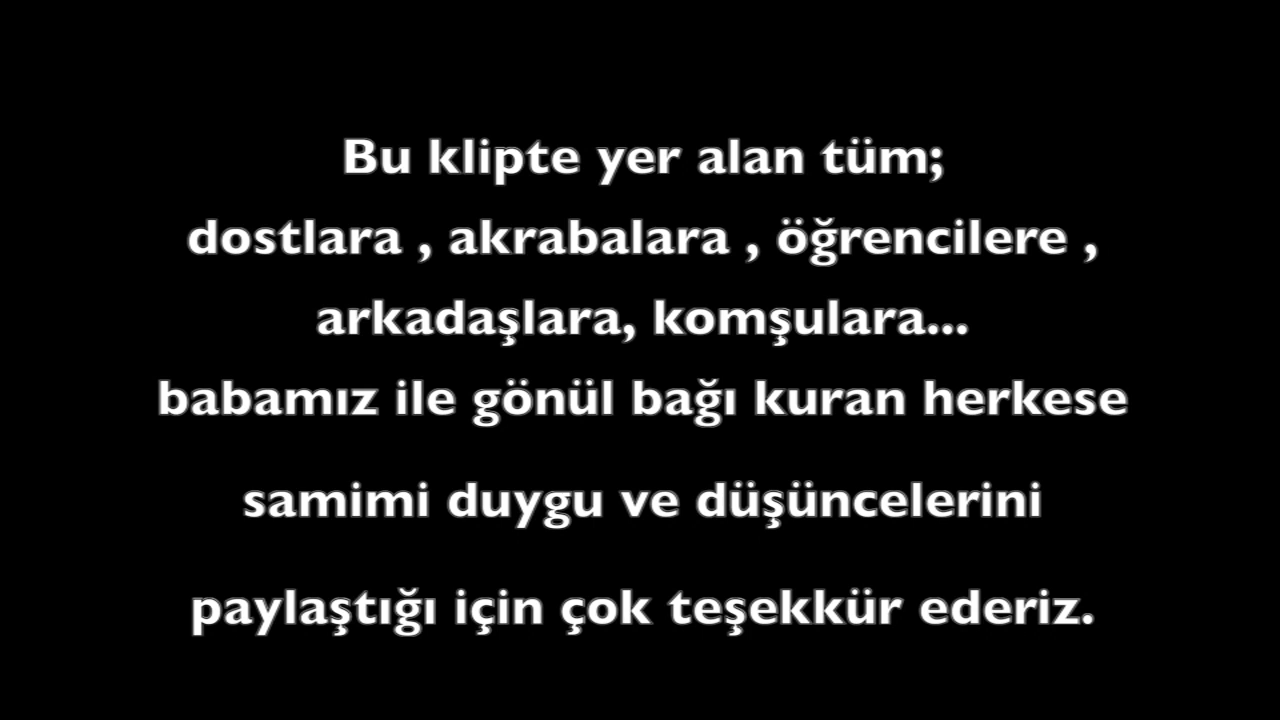 Bu klipte yer alan tüm;
dostlara , akrabalara , öğrencilere ,
arkadaşlara, komşulara...
babamız ile gönül bağı kuran herkese
samimi duygu ve düşüncelerini
paylaştığı için çok teşekkür ederiz.